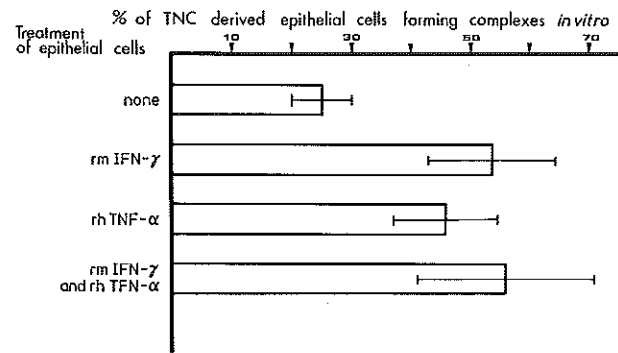 % of TNC derived epithelial cells forming complexes in vitro
Treatment
of epithelial cells
10 30 50 70
none
rm IFN-γ
rh TNF-α
rm IFN-γ
and rh TFN-α